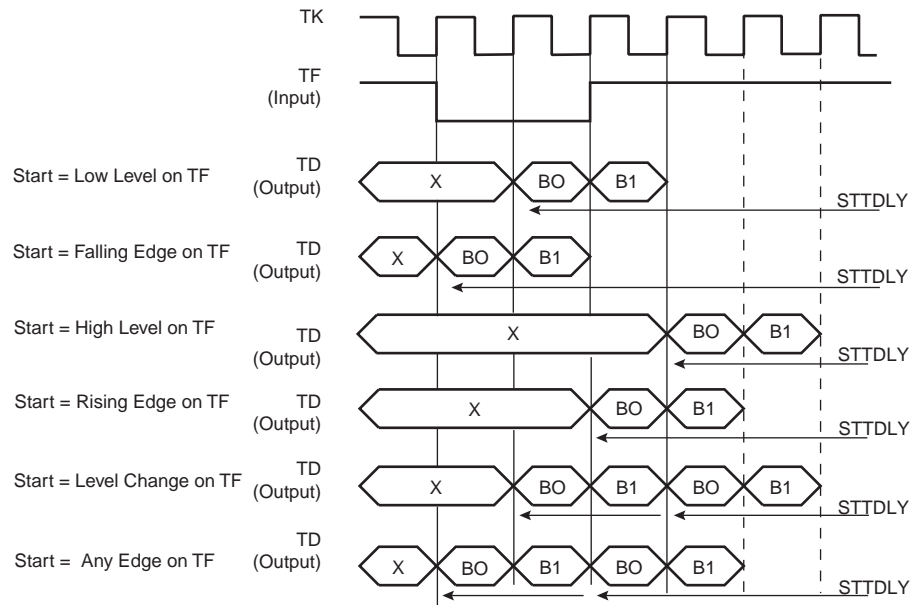 TK
TF
(Input)
Start = Low Level on TF
TD
(Output)
X
BO
B1
STTDLY
Start = Falling Edge on TF
TD
(Output)
X
BO
B1
STTDLY
Start = High Level on TF
TD
(Output)
X
BO
B1
STTDLY
Start = Rising Edge on TF
TD
(Output)
X
BO
B1
STTDLY
Start = Level Change on TF
TD
(Output)
X
BO
B1
BO
B1
STTDLY
Start = Any Edge on TF
TD
(Output)
X
BO
B1
BO
B1
STTDLY